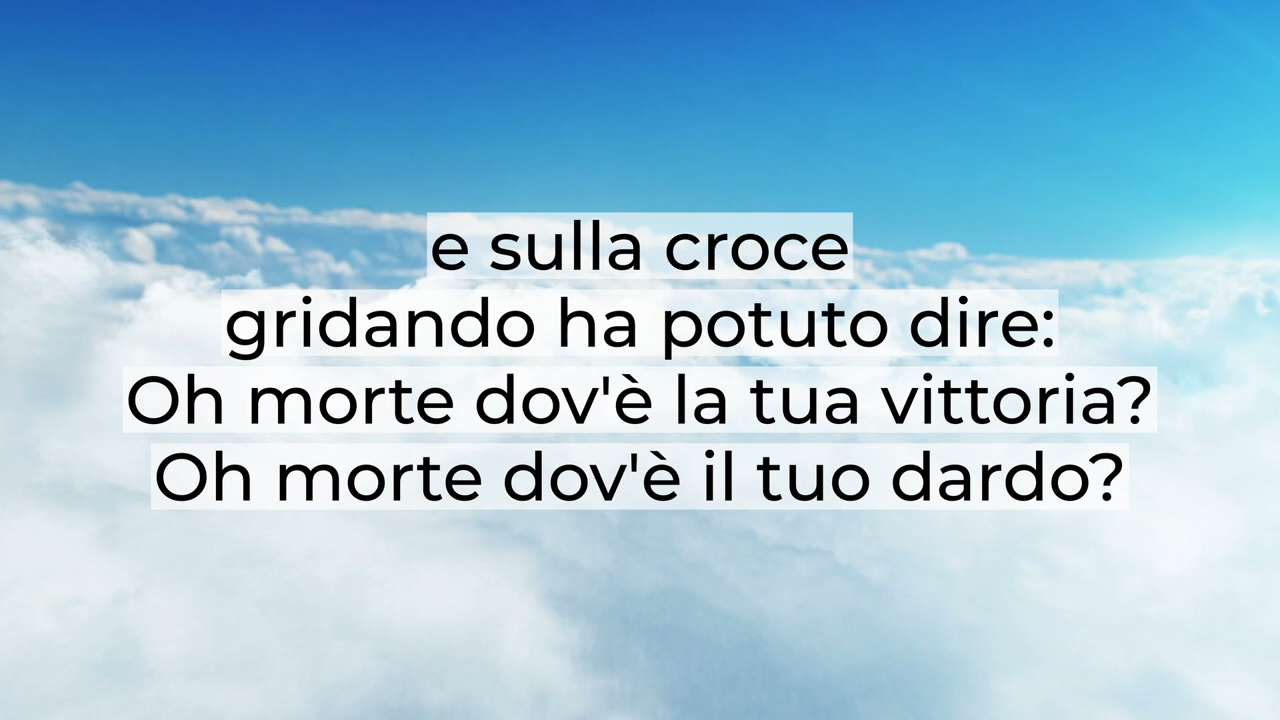 e sulla croce
gridando ha potuto dire:
Oh morte dov'è la tua vittoria?
Oh morte dov'è il tuo dardo?